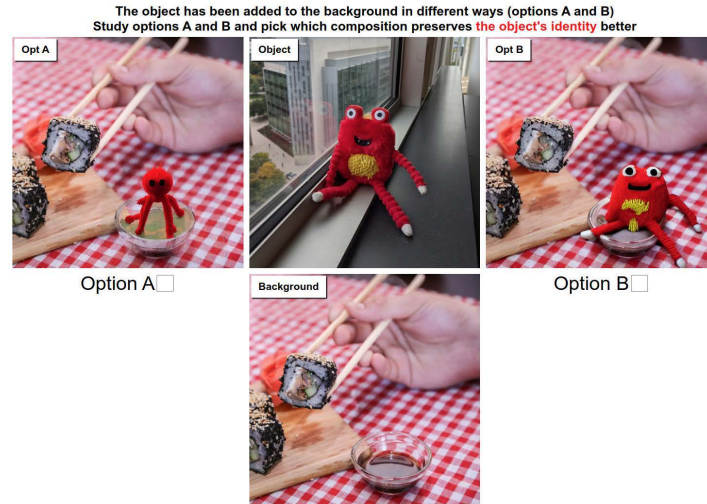 The object has been added to the background in different ways (options A and B)
Study options A and B and pick which composition preserves the object's identity better
Opt A
Object
Opt B
Option A
Option B
Background